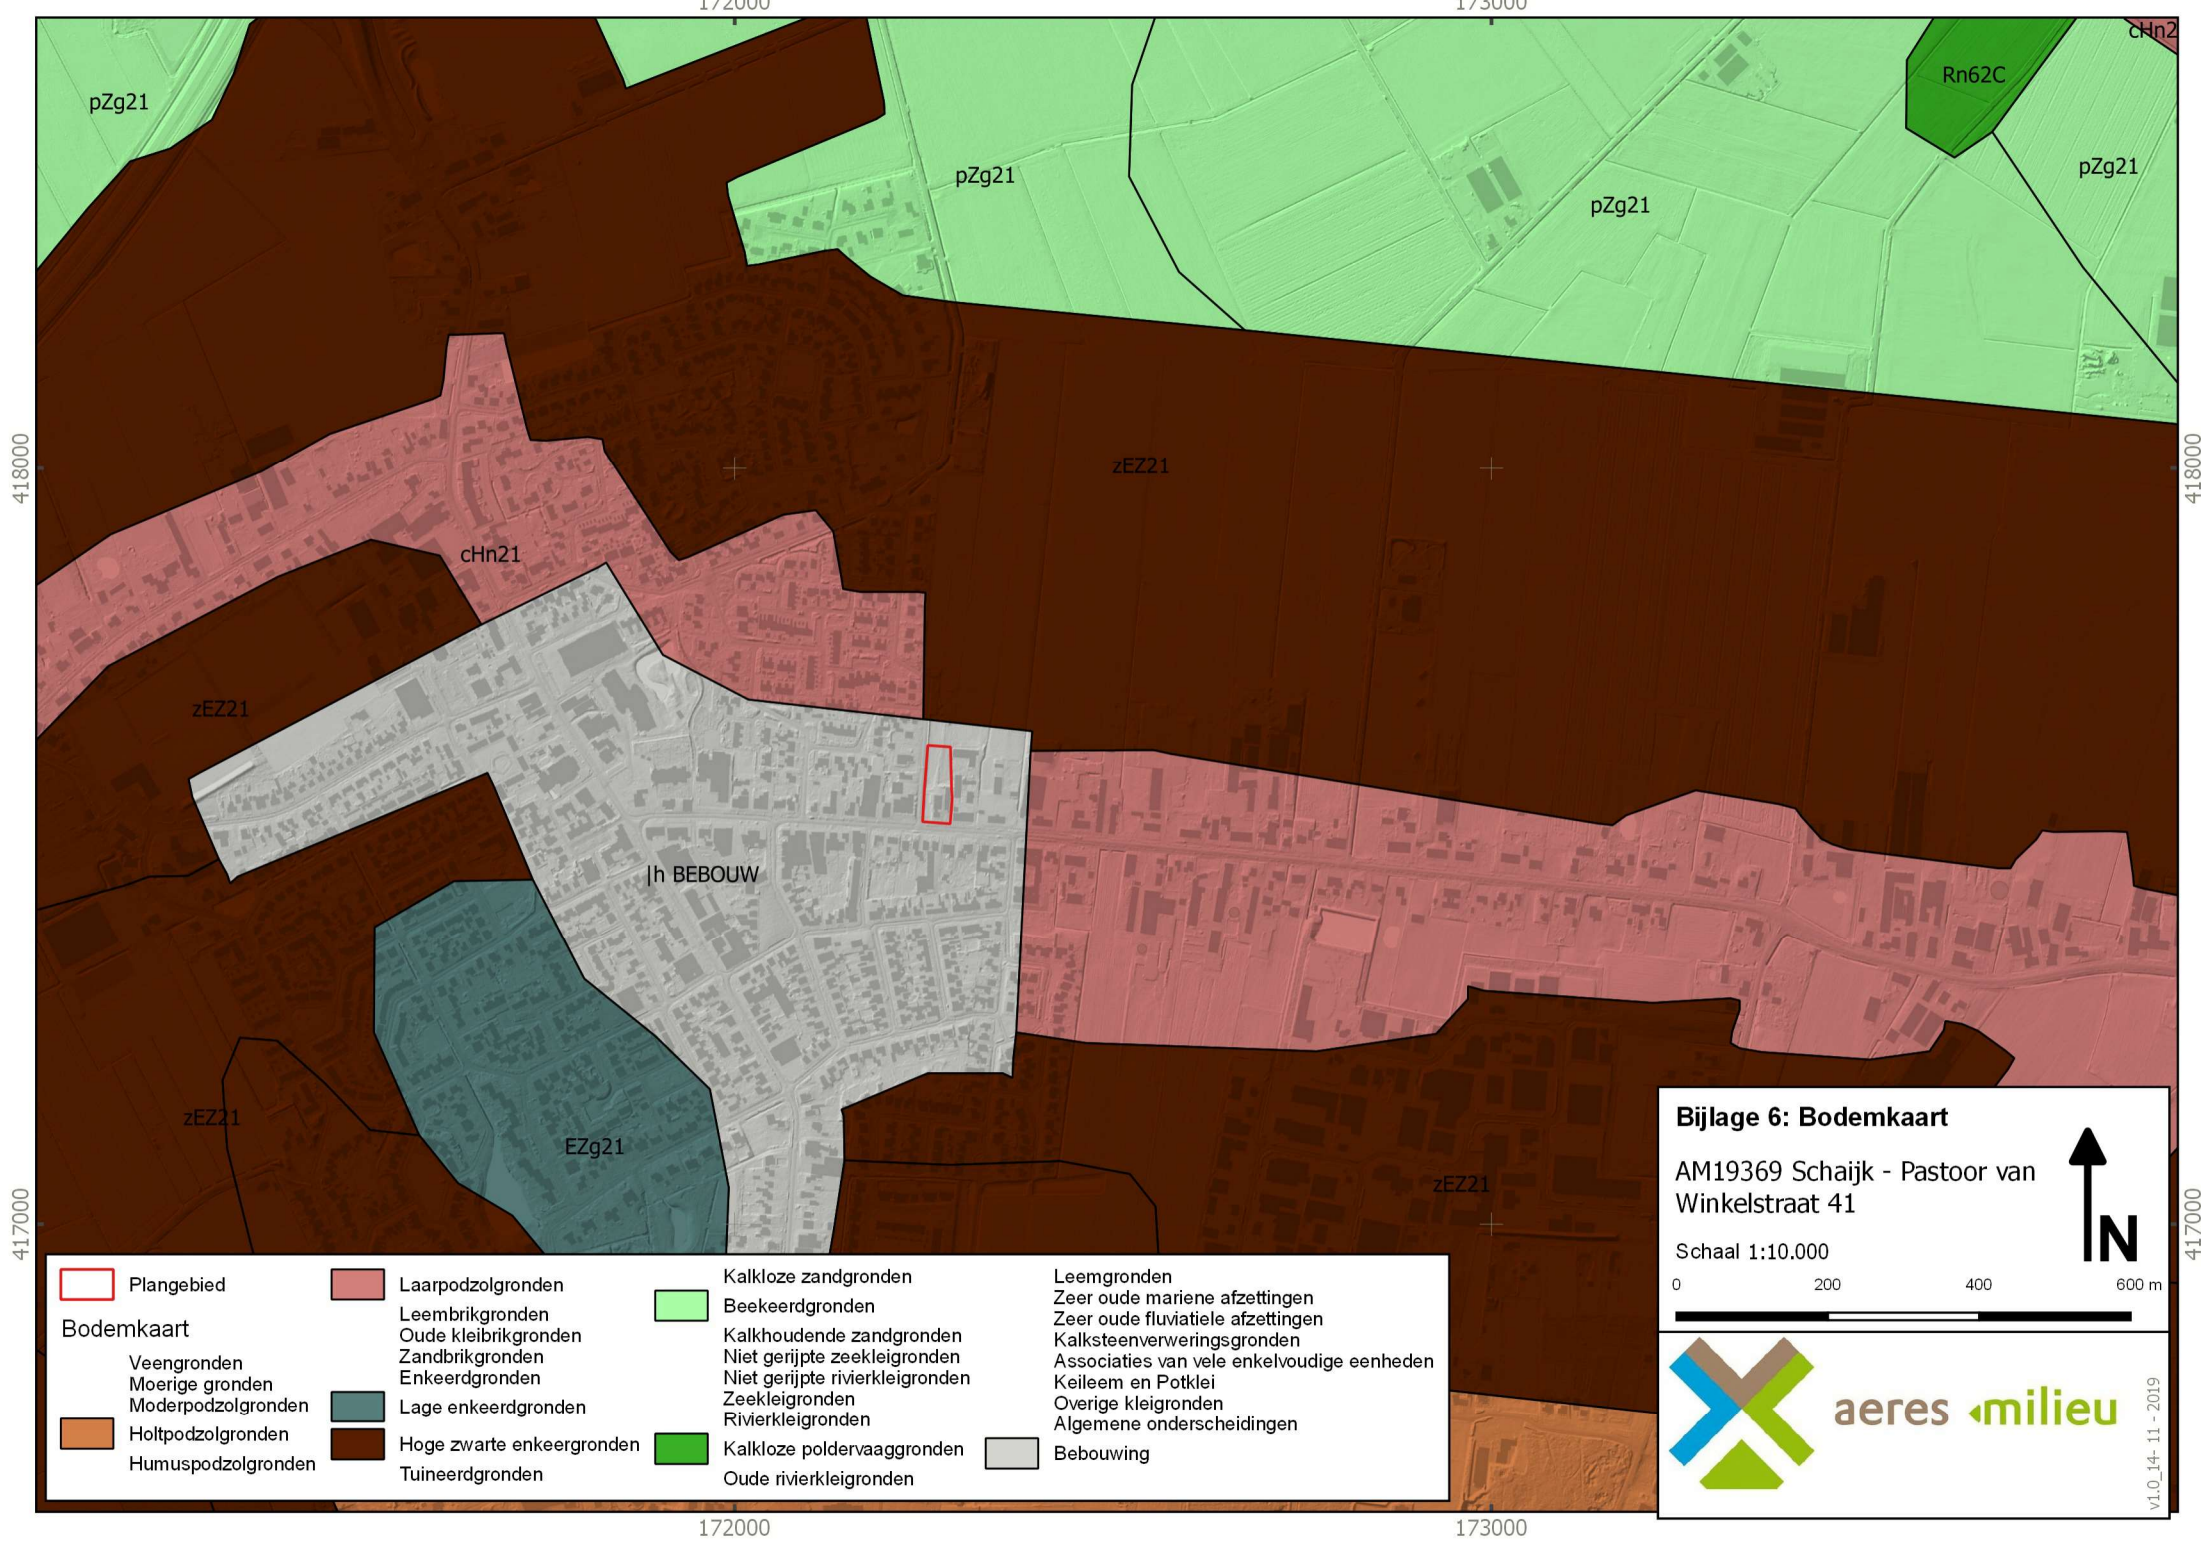 172000
173000
cHn2
Rn62C
pZg21
pZg21
pZg21
pZg21
418000
418000
zEZ21
cHn21
zEZ21
|h BEBOUW
zEZ21
EZg21
zEZ21
417000
417000
Bijlage 6: Bodemkaart
AM19369 Schaijk - Pastoor van
Winkelstraat 41
Schaal 1:10.000
N
0 200 400 600 m
aeres milieu
v1.0_14- 11 - 2019
Plangebied
Bodemkaart
Veengronden
Moerige gronden
Moderpodzolgronden
Holtpodzolgronden
Humuspodzolgronden
Laarpodzolgronden
Leembrikgronden
Oude kleibrikgronden
Zandbrikgronden
Enkeerdgronden
Lage enkeerdgronden
Hoge zwarte enkeergronden
Tuineerdgronden
Kalkloze zandgronden
Beekeerdgronden
Kalkhoudende zandgronden
Niet gerijpte zeekleigronden
Niet gerijpte rivierkleigronden
Zeekleigronden
Rivierkleigronden
Kalkloze poldervaaggronden
Oude rivierkleigronden
Leemgronden
Zeer oude mariene afzettingen
Zeer oude fluviatiele afzettingen
Kalksteenverweringsgronden
Associaties van vele enkelvoudige eenheden
Keileem en Potklei
Overige kleigronden
Algemene onderscheidingen
Bebouwing
172000
173000